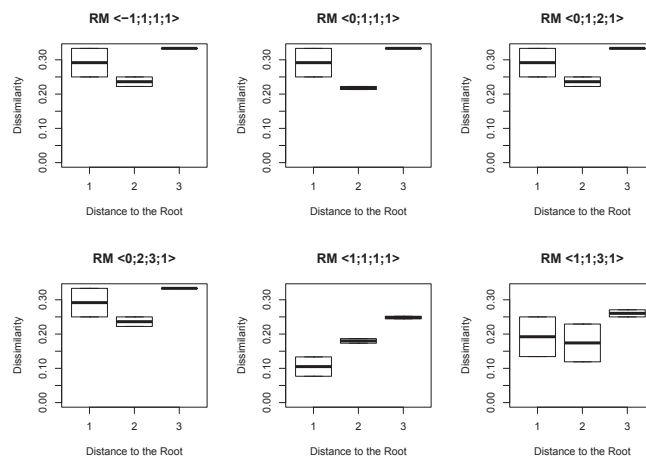 RM <−1;1;1;1>
Dissimilarity
0.00 0.10 0.20 0.30
1 2 3
Distance to the Root
RM <0;1;1;1>
Dissimilarity
0.00 0.10 0.20 0.30
1 2 3
Distance to the Root
RM <0;1;2;1>
Dissimilarity
0.00 0.10 0.20 0.30
1 2 3
Distance to the Root
RM <0;2;3;1>
Dissimilarity
0.00 0.10 0.20 0.30
1 2 3
Distance to the Root
RM <1;1;1;1>
Dissimilarity
0.00 0.10 0.20 0.30
1 2 3
Distance to the Root
RM <1;1;3;1>
Dissimilarity
0.00 0.10 0.20 0.30
1 2 3
Distance to the Root